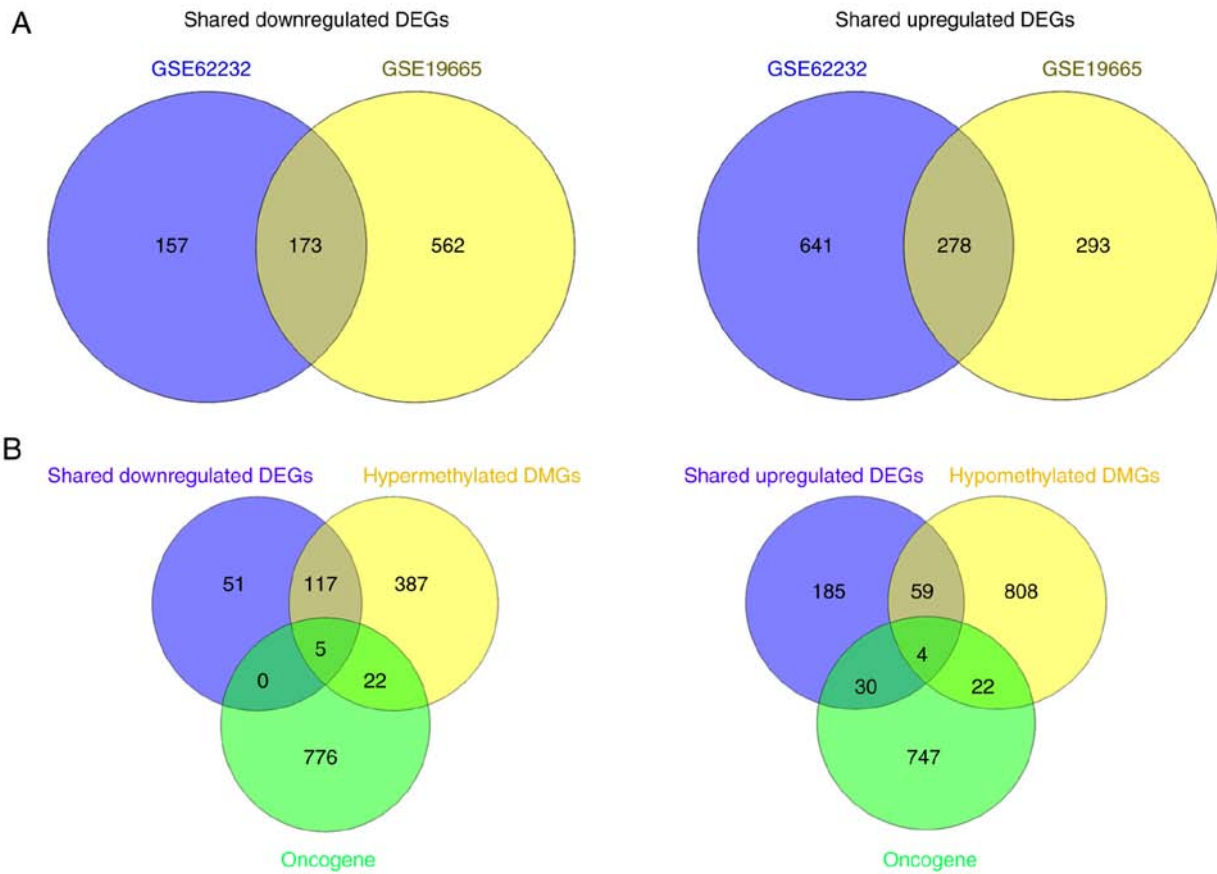 A
Shared downregulated DEGs
Shared upregulated DEGs
GSE62232
GSE19665
GSE62232
GSE19665
157
173
562
641
278
293
B
Shared downregulated DEGs
Hypermethylated DMGs
Shared upregulated DEGs
Hypomethylated DMGs
51
117
387
185
59
808
5
4
0
22
30
22
776
747
Oncogene
Oncogene